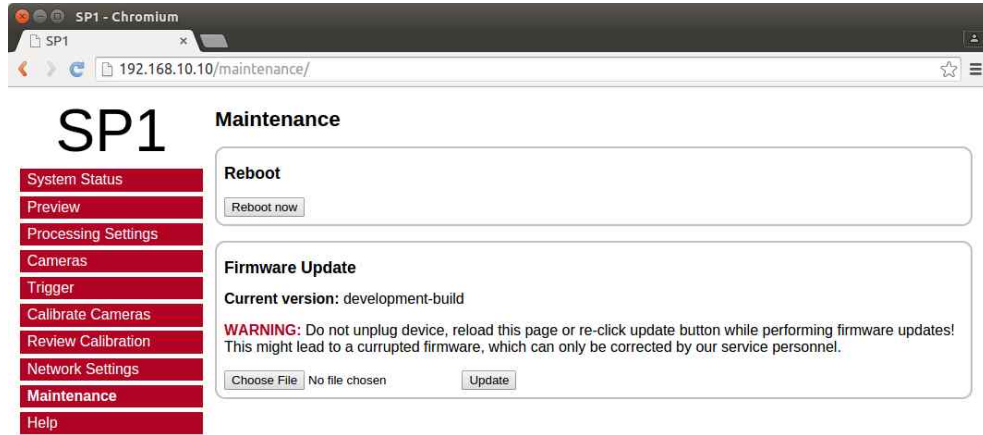 SP1 - Chromium
SP1
192.168.10.10/maintenance/
SP1
System Status
Preview
Processing Settings
Cameras
Trigger
Calibrate Cameras
Review Calibration
Network Settings
Maintenance
Help
Maintenance
Reboot
Reboot now
Firmware Update
Current version: development-build
WARNING: Do not unplug device, reload this page or re-click update button while performing firmware updates!
This might lead to a currupted firmware, which can only be corrected by our service personnel.
Choose File No file chosen Update